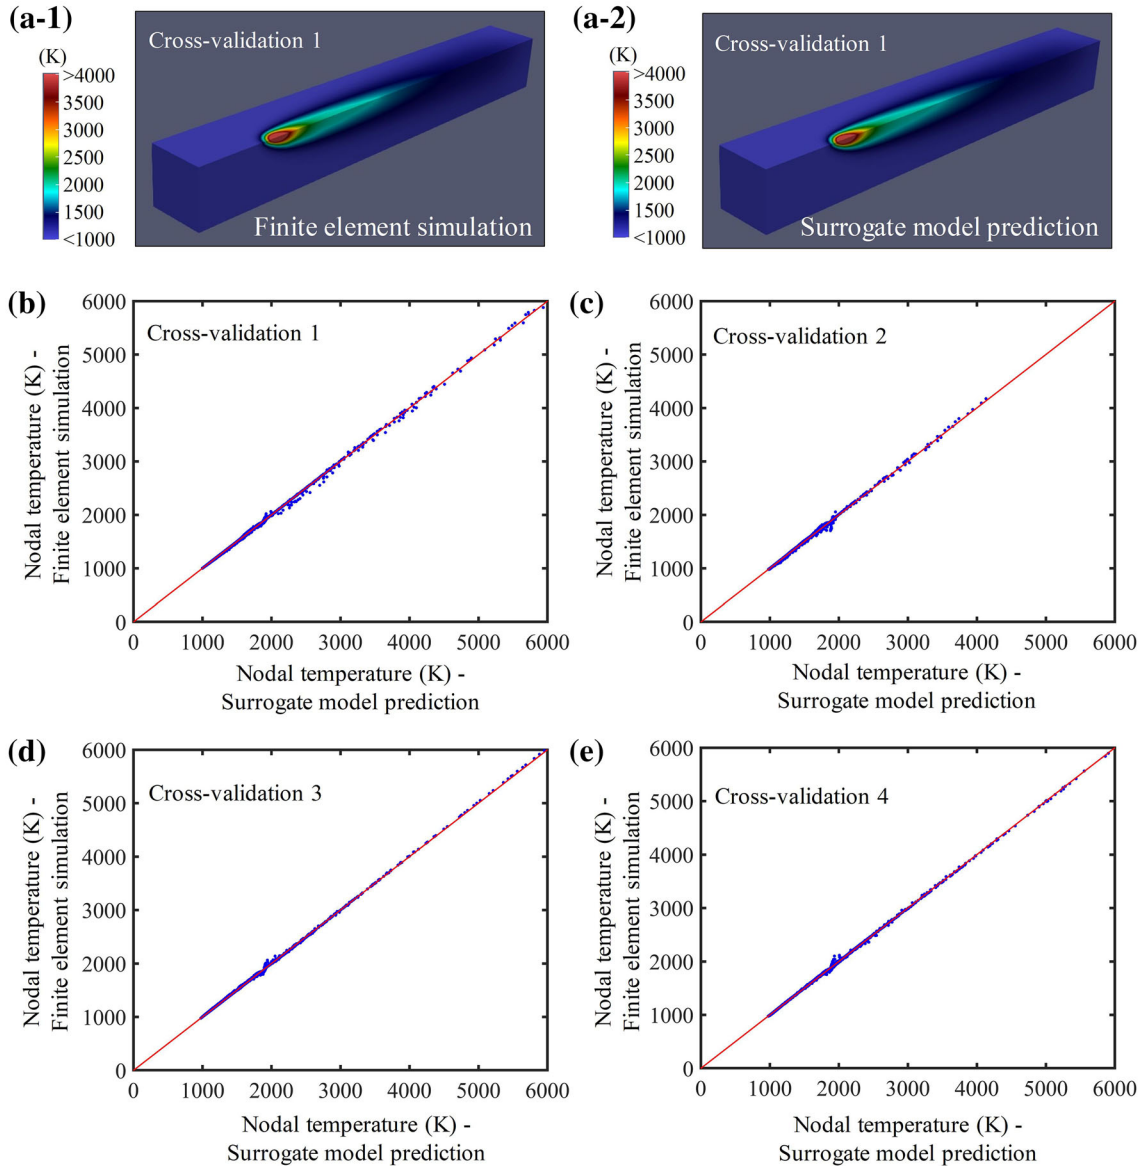 (a-1)
Cross-validation 1
(K)
>4000
3500
3000
2500
2000
1500
<1000
Finite element simulation
(a-2)
Cross-validation 1
(K)
>4000
3500
3000
2500
2000
1500
<1000
Surrogate model prediction
(b)
Cross-validation 1
Nodal temperature (K) -
Finite element simulation
6000
5000
4000
3000
2000
1000
0
0 1000 2000 3000 4000 5000 6000
Nodal temperature (K) -
Surrogate model prediction
(c)
Cross-validation 2
Nodal temperature (K) -
Finite element simulation
6000
5000
4000
3000
2000
1000
0
0 1000 2000 3000 4000 5000 6000
Nodal temperature (K) -
Surrogate model prediction
(d)
Cross-validation 3
Nodal temperature (K) -
Finite element simulation
6000
5000
4000
3000
2000
1000
0
0 1000 2000 3000 4000 5000 6000
Nodal temperature (K) -
Surrogate model prediction
(e)
Cross-validation 4
Nodal temperature (K) -
Finite element simulation
6000
5000
4000
3000
2000
1000
0
0 1000 2000 3000 4000 5000 6000
Nodal temperature (K) -
Surrogate model prediction